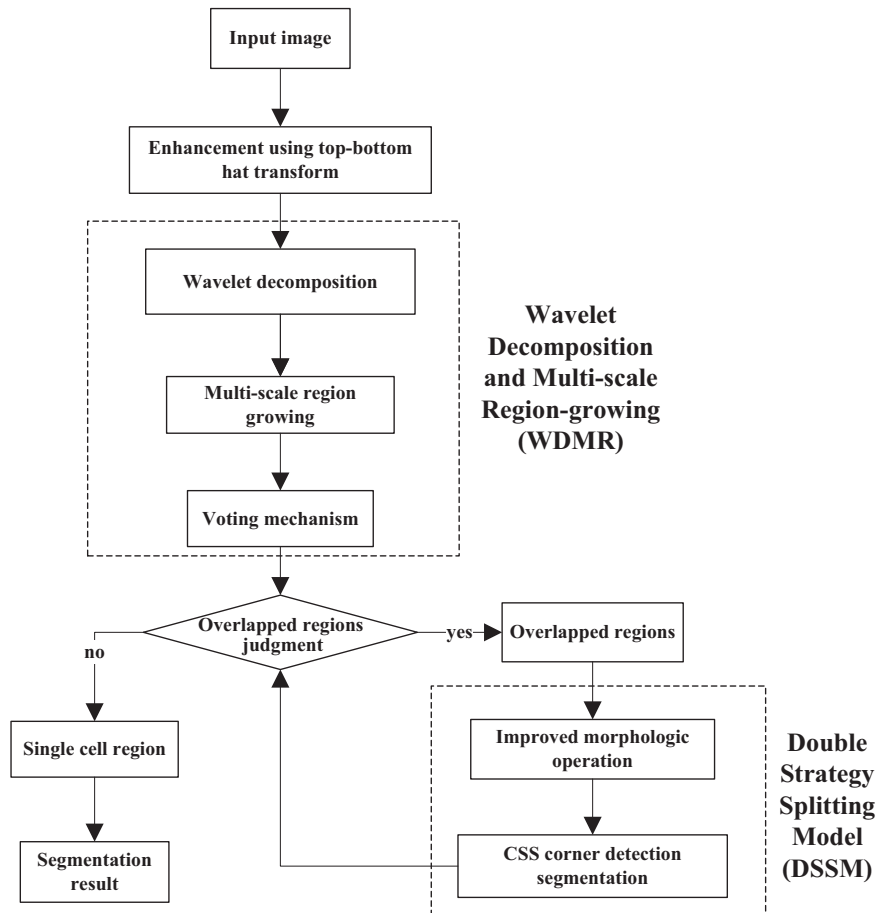 Input image
Enhancement using top-bottom
hat transform
Wavelet decomposition
Multi-scale region
growing
Voting mechanism
Wavelet
Decomposition
and Multi-scale
Region-growing
(WDMR)
Overlapped regions
judgment
yes
Overlapped regions
no
Single cell region
Segmentation
result
Improved morphologic
operation
CSS corner detection
segmentation
Double
Strategy
Splitting
Model
(DSSM)